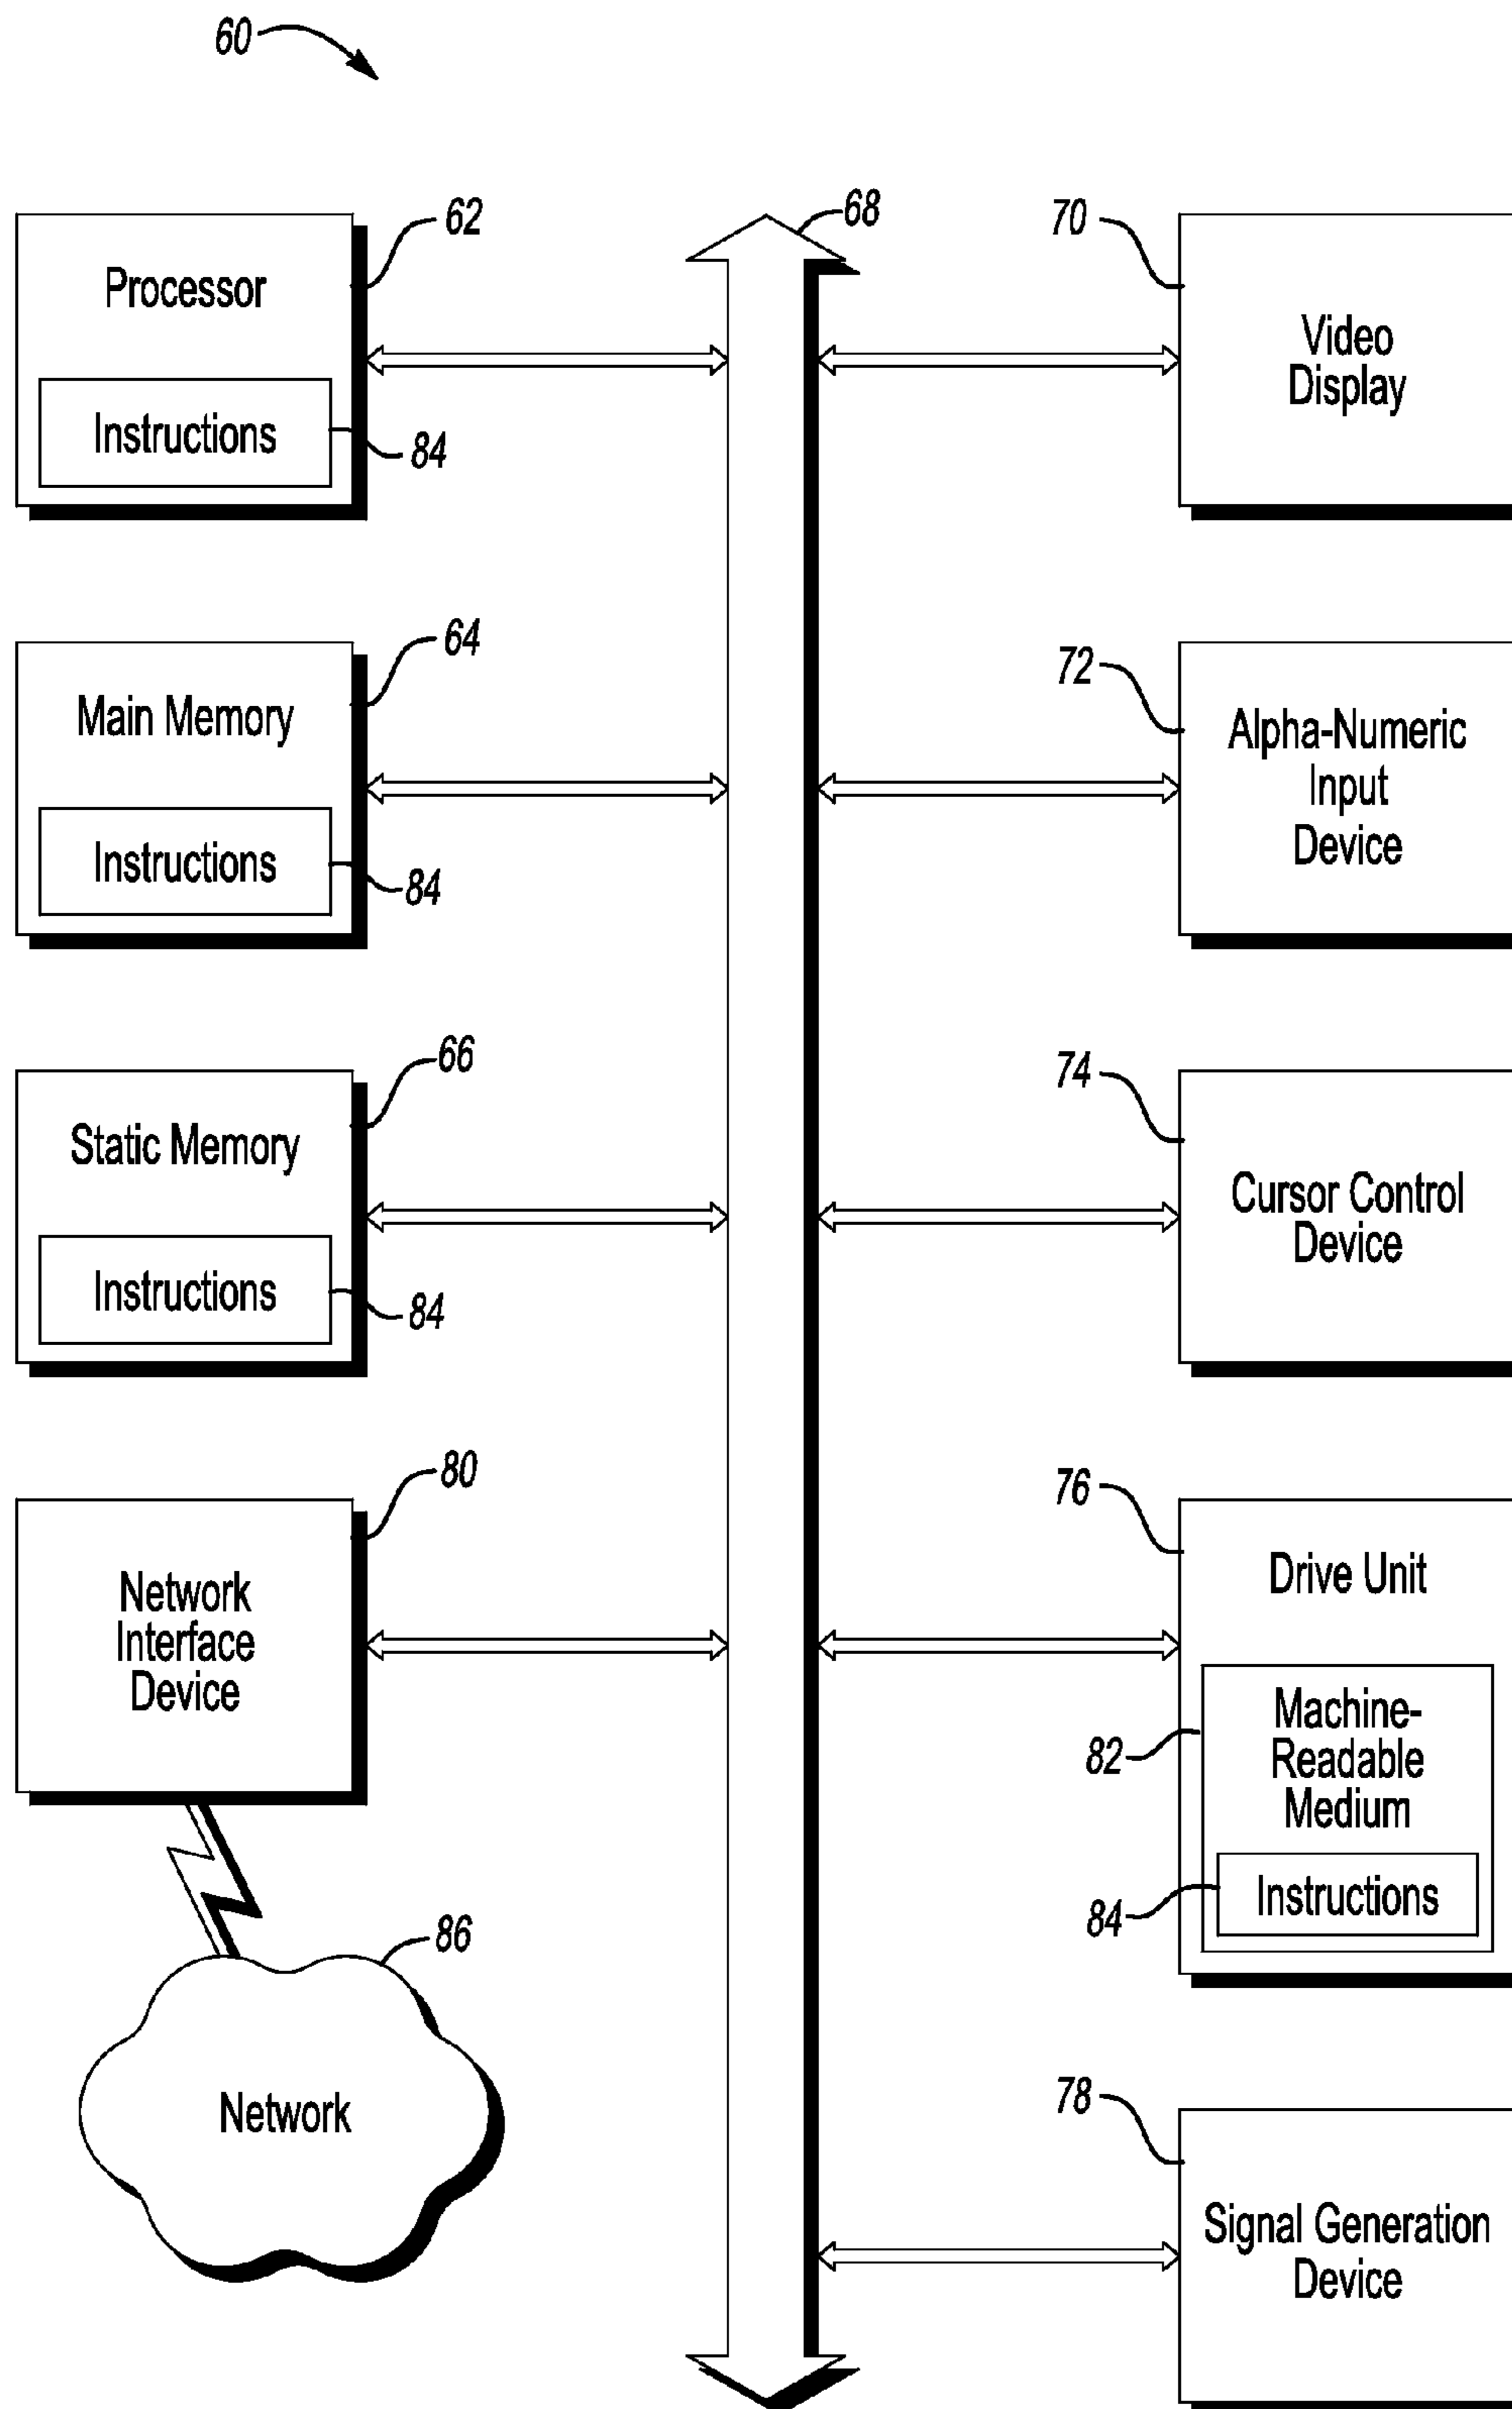 60
62
Processor
Instructions
84
68
70
Video
Display
64
Main Memory
Instructions
84
72
Alpha-Numeric
Input
Device
66
Static Memory
Instructions
84
74
Cursor Control
Device
80
Network
Interface
Device
76
Drive Unit
82
Machine-
Readable
Medium
84
Instructions
86
Network
78
Signal Generation
Device